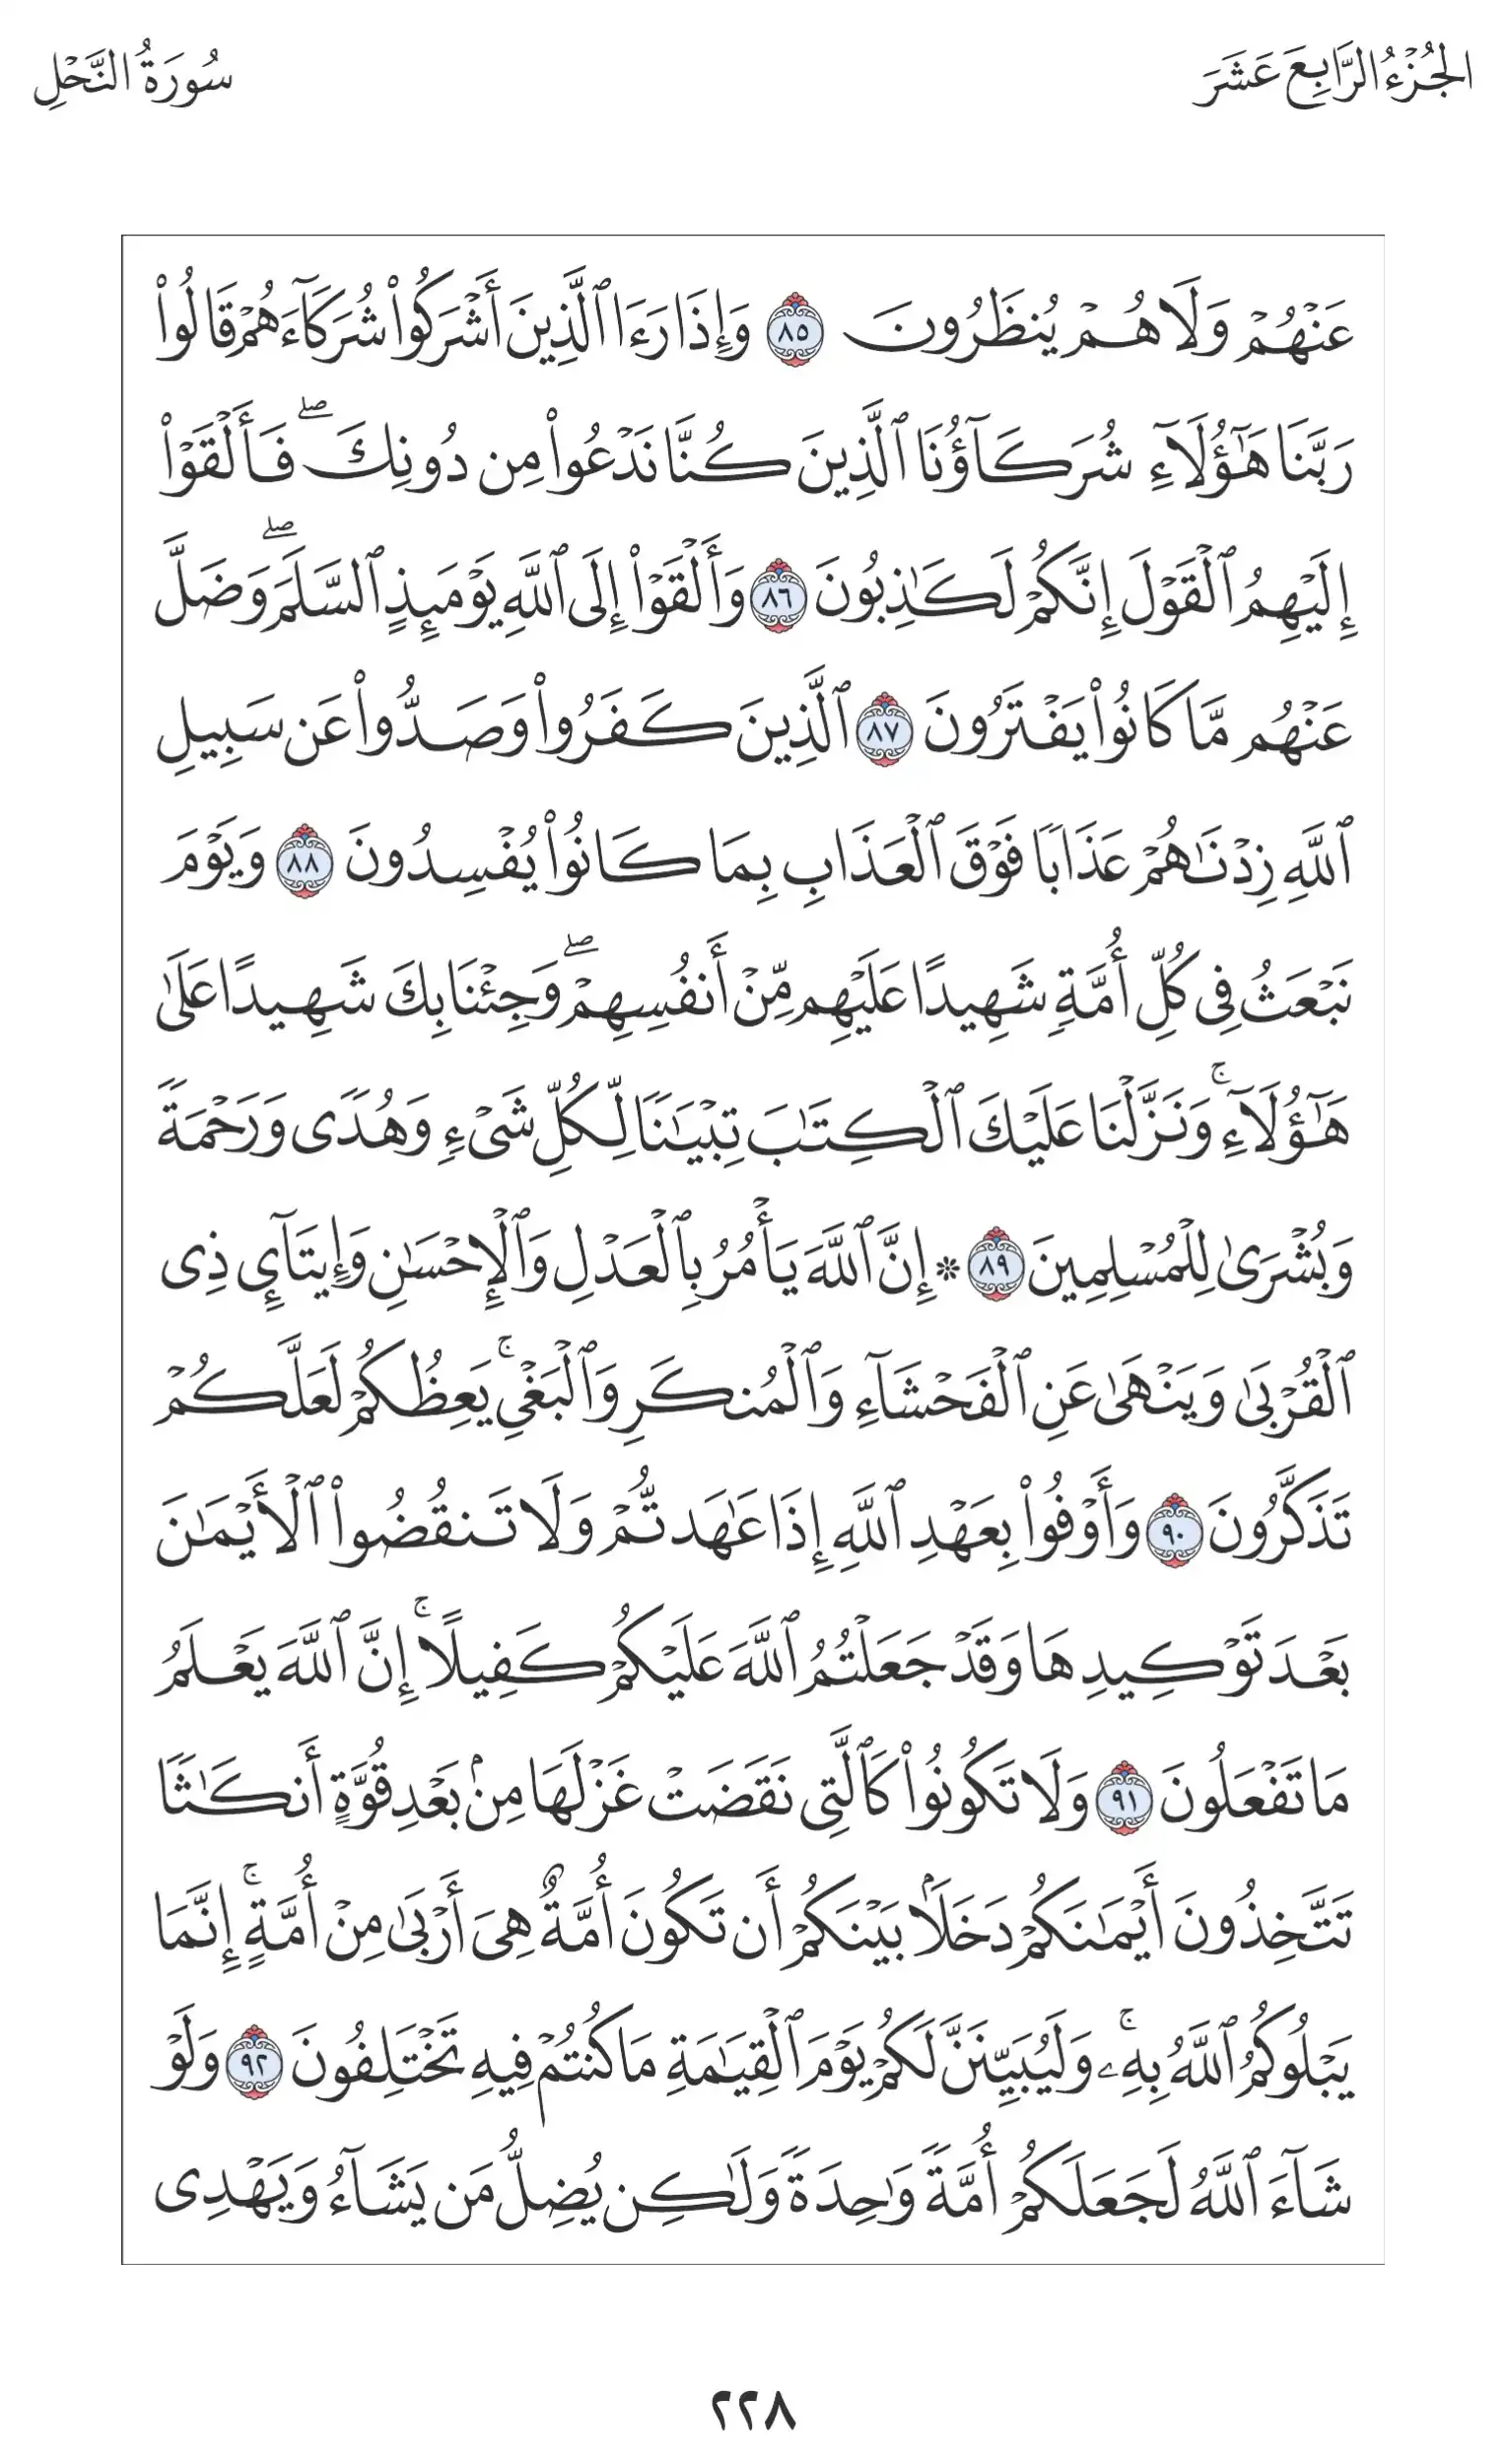 الجُزْءُ الرَّابِعَ عَشَرَ
سُورَةُ النَّحْلِ
عَنْهُمْ وَلَا هُمْ يُنظَرُونَ ٨٥ وَإِذَا رَءَا ٱلَّذِينَ أَشْرَكُوا۟ شُرَكَآءَهُمْ قَالُوا۟
رَبَّنَا هَٰٓؤُلَآءِ شُرَكَآؤُنَا ٱلَّذِينَ كُنَّا نَدْعُوا۟ مِن دُونِكَ ۖ فَأَلْقَوْا۟
إِلَيْهِمُ ٱلْقَوْلَ إِنَّكُمْ لَكَٰذِبُونَ ٨٦ وَأَلْقَوْا۟ إِلَى ٱللَّهِ يَوْمَئِذٍ ٱلسَّلَمَ ۖ وَضَلَّ
عَنْهُم مَّا كَانُوا۟ يَفْتَرُونَ ٨٧ ٱلَّذِينَ كَفَرُوا۟ وَصَدُّوا۟ عَن سَبِيلِ
ٱللَّهِ زِدْنَٰهُمْ عَذَابًا فَوْقَ ٱلْعَذَابِ بِمَا كَانُوا۟ يُفْسِدُونَ ٨٨ وَيَوْمَ
نَبْعَثُ فِى كُلِّ أُمَّةٍ شَهِيدًا عَلَيْهِم مِّنْ أَنفُسِهِمْ ۖ وَجِئْنَا بِكَ شَهِيدًا عَلَىٰ
هَٰٓؤُلَآءِ ۚ وَنَزَّلْنَا عَلَيْكَ ٱلْكِتَٰبَ تِبْيَٰنًا لِّكُلِّ شَىْءٍ وَهُدًى وَرَحْمَةً
وَبُشْرَىٰ لِلْمُسْلِمِينَ ٨٩ * إِنَّ ٱللَّهَ يَأْمُرُ بِٱلْعَدْلِ وَٱلْإِحْسَٰنِ وَإِيتَآئِ ذِى
ٱلْقُرْبَىٰ وَيَنْهَىٰ عَنِ ٱلْفَحْشَآءِ وَٱلْمُنكَرِ وَٱلْبَغْىِ ۚ يَعِظُكُمْ لَعَلَّكُمْ
تَذَكَّرُونَ ٩٠ وَأَوْفُوا۟ بِعَهْدِ ٱللَّهِ إِذَا عَٰهَدتُّمْ وَلَا تَنقُضُوا۟ ٱلْأَيْمَٰنَ
بَعْدَ تَوْكِيدِهَا وَقَدْ جَعَلْتُمُ ٱللَّهَ عَلَيْكُمْ كَفِيلًا ۚ إِنَّ ٱللَّهَ يَعْلَمُ
مَا تَفْعَلُونَ ٩١ وَلَا تَكُونُوا۟ كَٱلَّتِى نَقَضَتْ غَزْلَهَا مِنۢ بَعْدِ قُوَّةٍ أَنكَٰثًا
تَتَّخِذُونَ أَيْمَٰنَكُمْ دَخَلًۢا بَيْنَكُمْ أَن تَكُونَ أُمَّةٌ هِىَ أَرْبَىٰ مِنْ أُمَّةٍ ۚ إِنَّمَا
يَبْلُوكُمُ ٱللَّهُ بِهِۦ ۚ وَلَيُبَيِّنَنَّ لَكُمْ يَوْمَ ٱلْقِيَٰمَةِ مَا كُنتُمْ فِيهِ تَخْتَلِفُونَ ٩٢ وَلَوْ
شَآءَ ٱللَّهُ لَجَعَلَكُمْ أُمَّةً وَٰحِدَةً وَلَٰكِن يُضِلُّ مَن يَشَآءُ وَيَهْدِى
٢٢٨